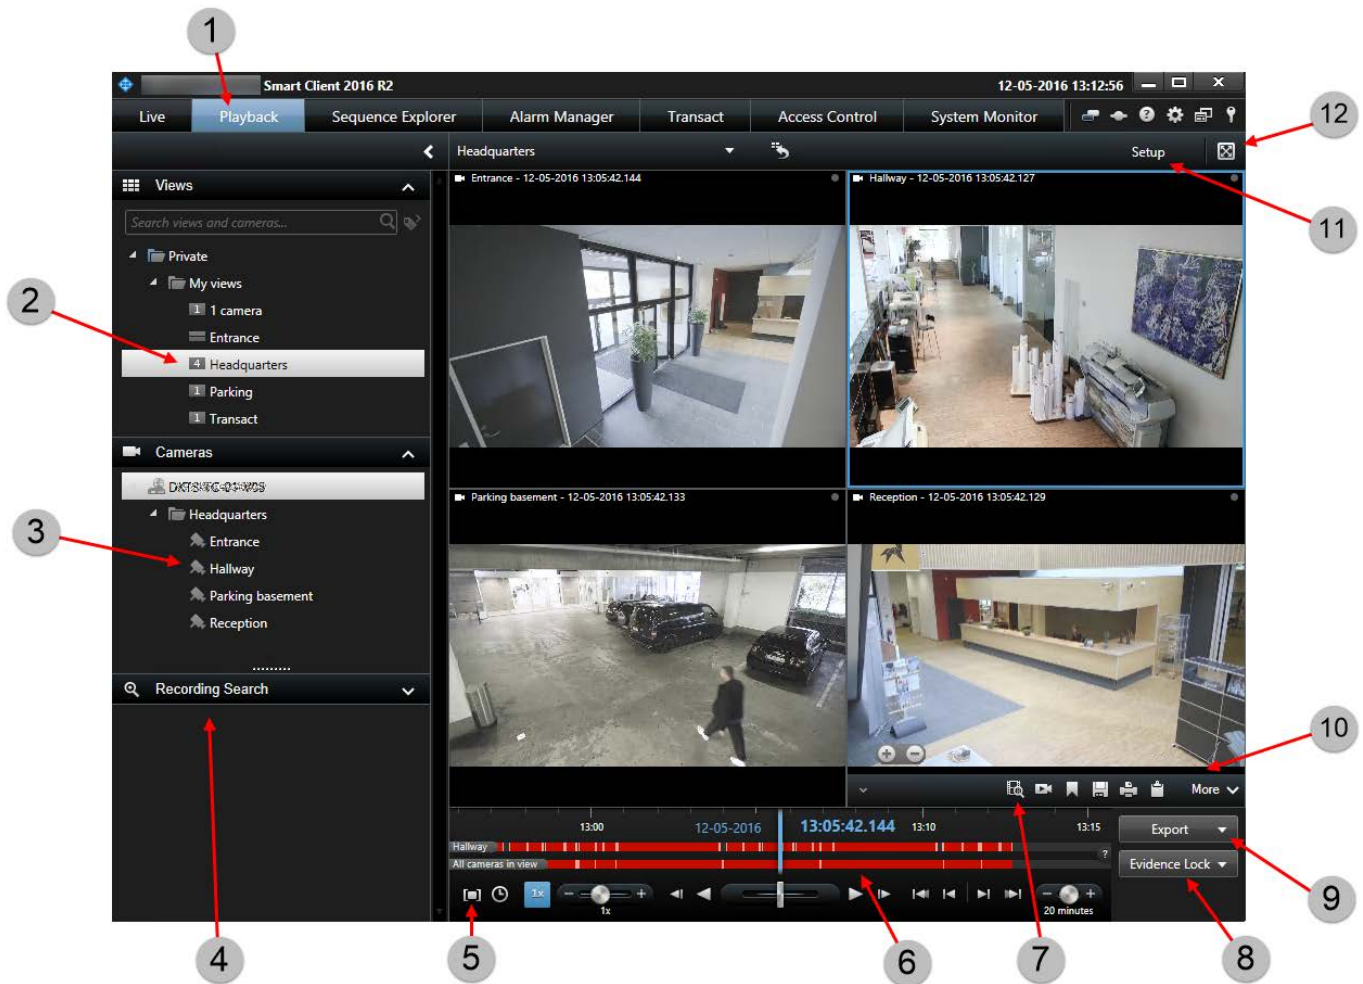 1
Smart Client 2016 R2
12-05-2016 13:12:56
Live
Playback
Sequence Explorer
Alarm Manager
Transact
Access Control
System Monitor
12
Headquarters
Setup
11
Views
Search views and cameras...
Private
My views
1 1 camera
Entrance
2
4 Headquarters
1 Parking
1 Transact
Cameras
Headquarters
Entrance
3
Hallway
Parking basement
Reception
Recording Search
4
Entrance - 12-05-2016 13:05:42.144
Hallway - 12-05-2016 13:05:42.127
Parking basement - 12-05-2016 13:05:42.133
Reception - 12-05-2016 13:05:42.129
10
More
13:00
12-05-2016
13:05:42.144
13:10
13:15
Hallway
All cameras in view
?
Export
Evidence Lock
1x
1x
20 minutes
5
6
7
8
9